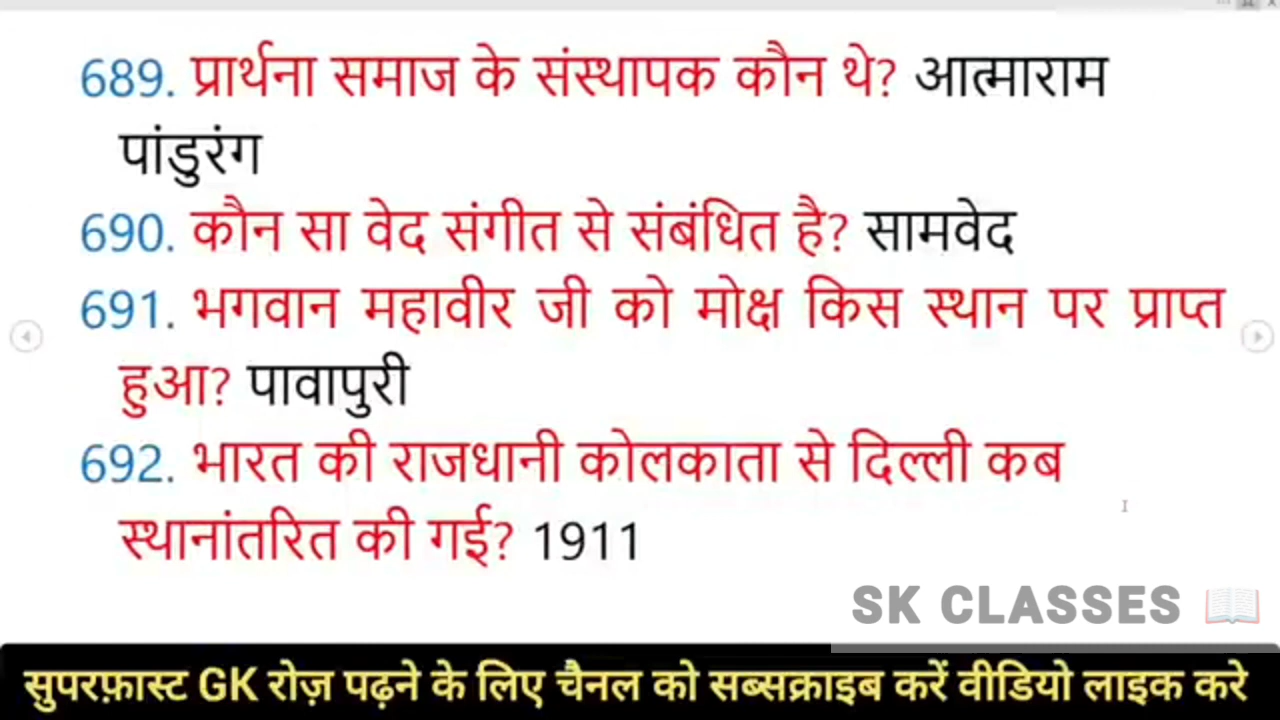 689. प्रार्थना समाज के संस्थापक कौन थे? आत्माराम
पांडुरंग
690. कौन सा वेद संगीत से संबंधित है? सामवेद
691. भगवान महावीर जी को मोक्ष किस स्थान पर प्राप्त
हुआ? पावापुरी
692. भारत की राजधानी कोलकाता से दिल्ली कब
स्थानांतरित की गई? 1911
SK CLASSES
सुपरफ़ास्ट GK रोज़ पढ़ने के लिए चैनल को सब्सक्राइब करें वीडियो लाइक करे